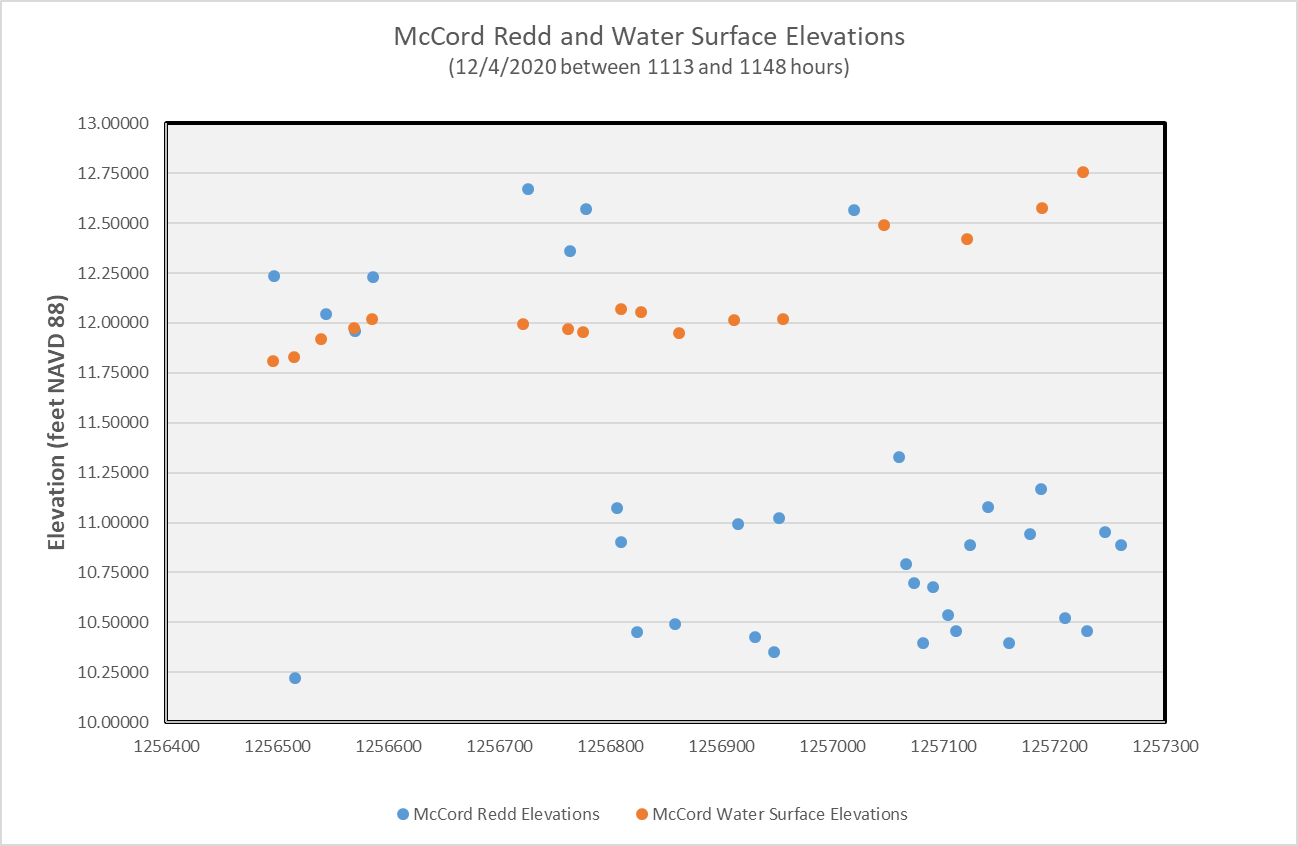 McCord Redd and Water Surface Elevations
(12/4/2020 between 1113 and 1148 hours)
Elevation (feet NAVD 88)
13.00000
12.75000
12.50000
12.25000
12.00000
11.75000
11.50000
11.25000
11.00000
10.75000
10.50000
10.25000
10.00000
1256400 1256500 1256600 1256700 1256800 1256900 1257000 1257100 1257200 1257300
McCord Redd Elevations McCord Water Surface Elevations